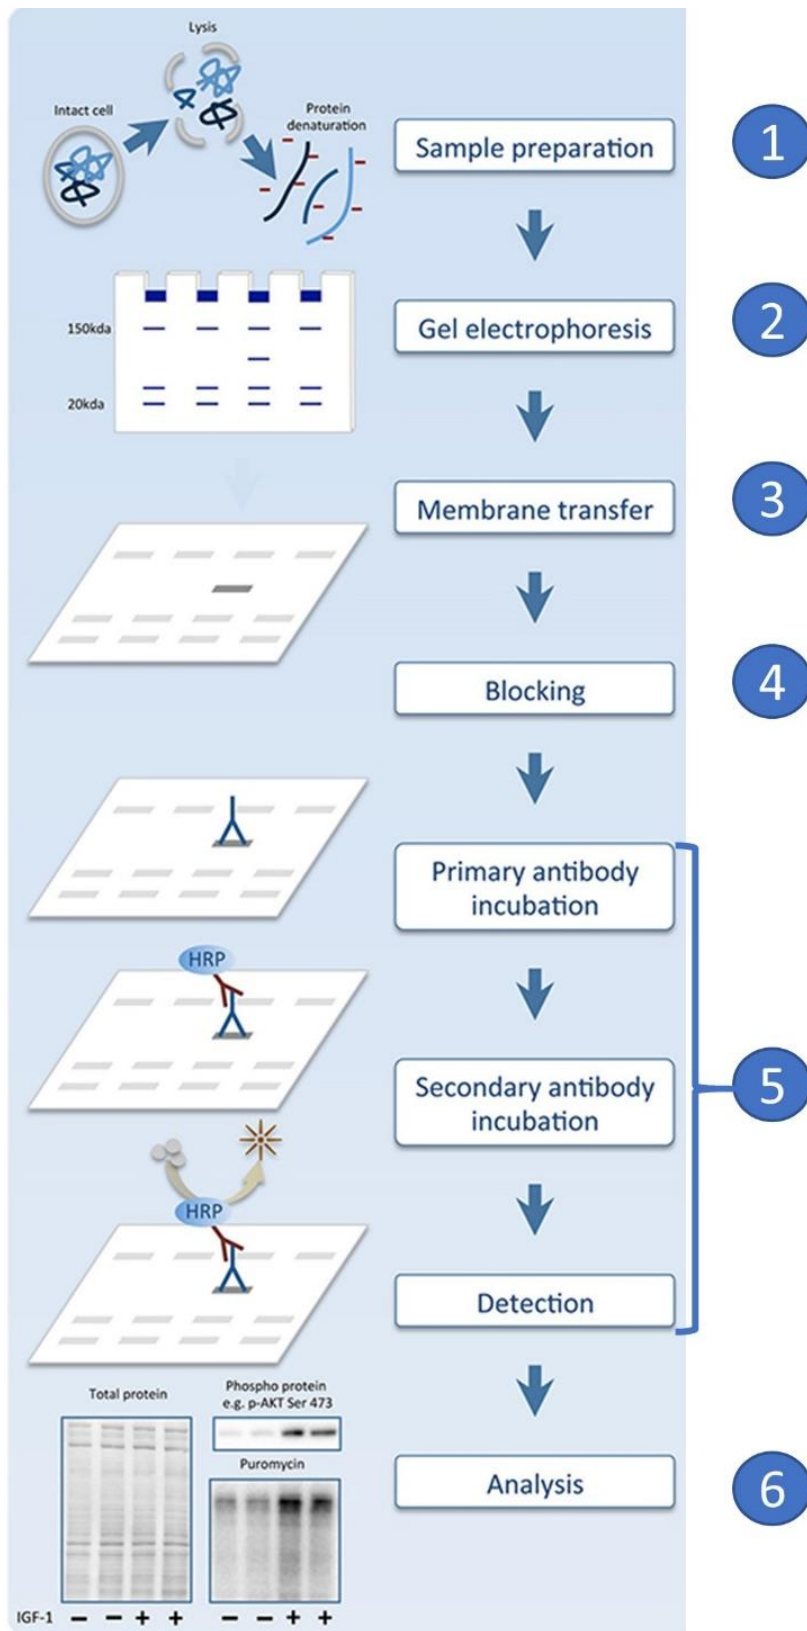 Lysis
Intact cell
Protein
denaturation
Sample preparation
1
150kda
20kda
Gel electrophoresis
2
Membrane transfer
3
Blocking
4
Primary antibody
incubation
HRP
Secondary antibody
incubation
5
HRP
Detection
Total protein
Phospho protein
e.g. p-AKT Ser 473
Puromycin
Analysis
6
IGF-1 − − + + − − + +